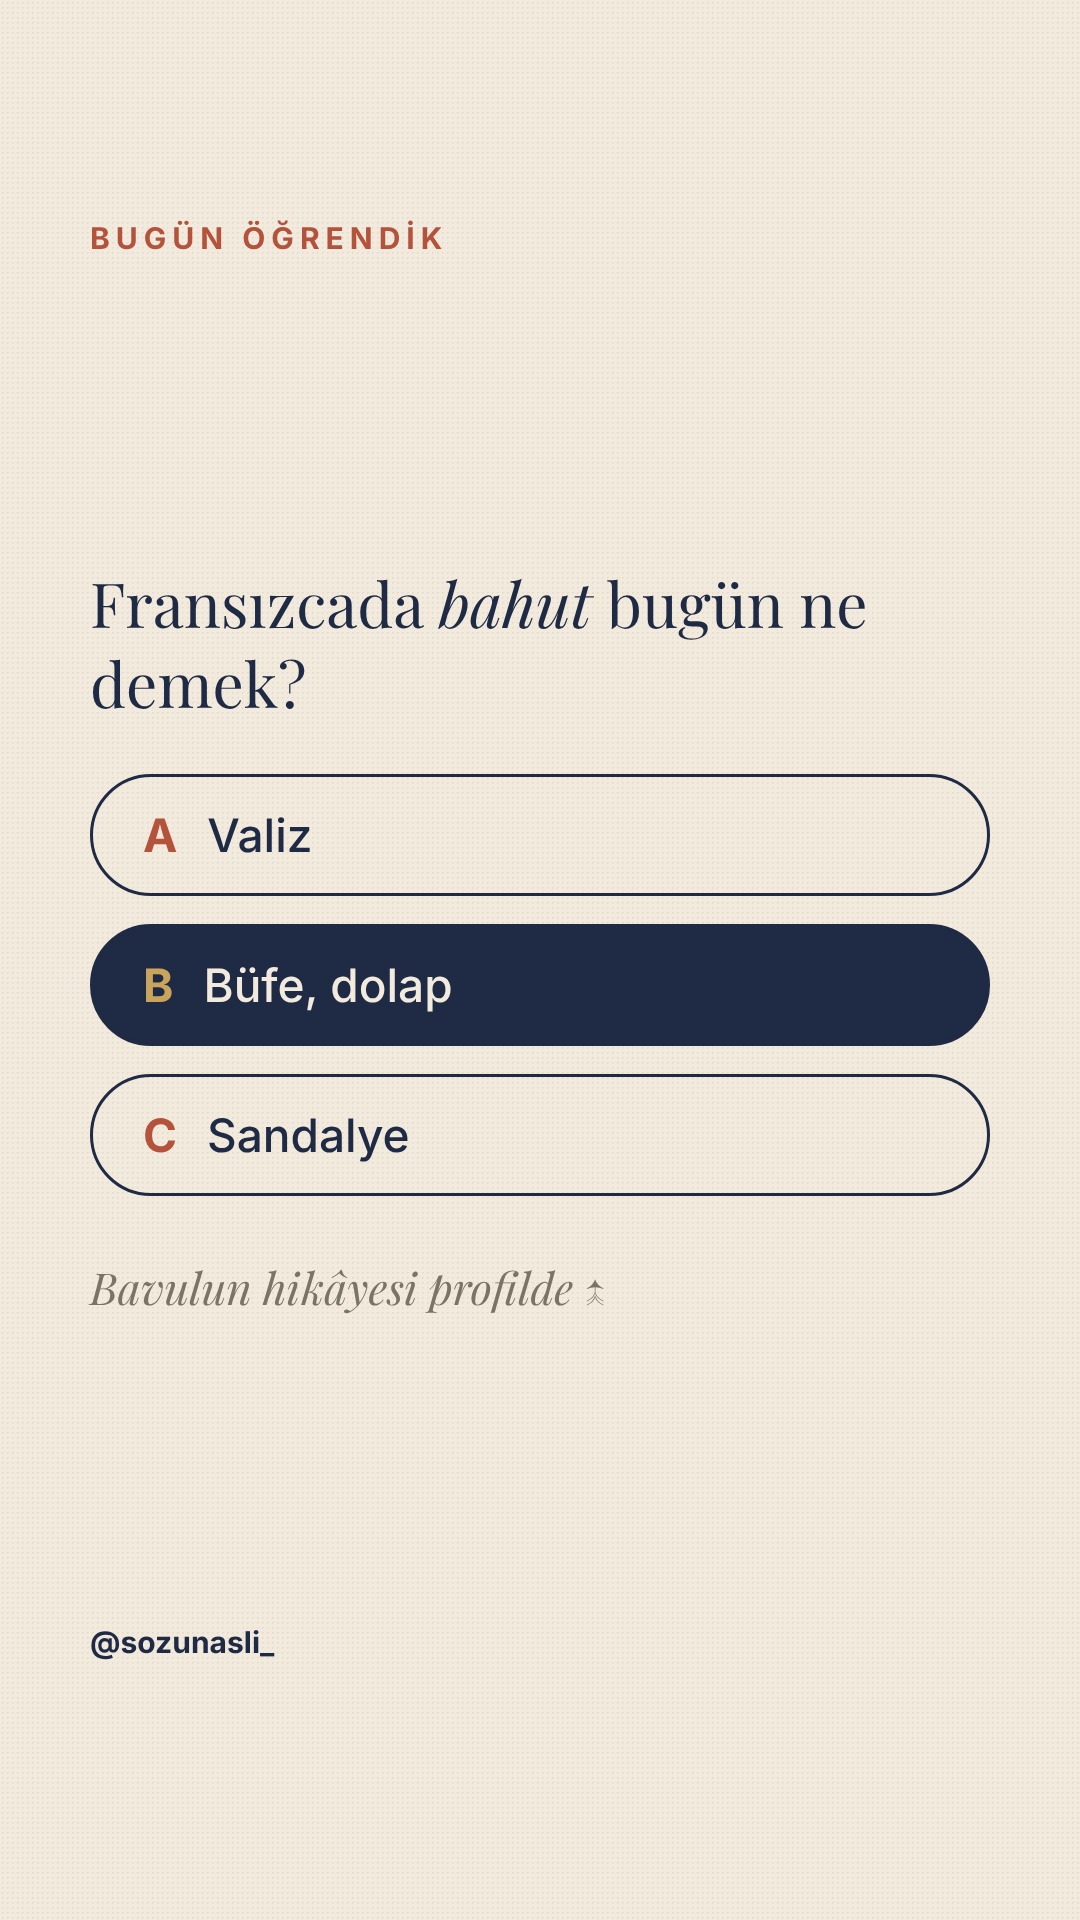 BUGÜN ÖĞRENDİK
Fransızcada bahut bugün ne
demek?
A Valiz
B Büfe, dolap
C Sandalye
Bavulun hikâyesi profilde
@sozunasli_